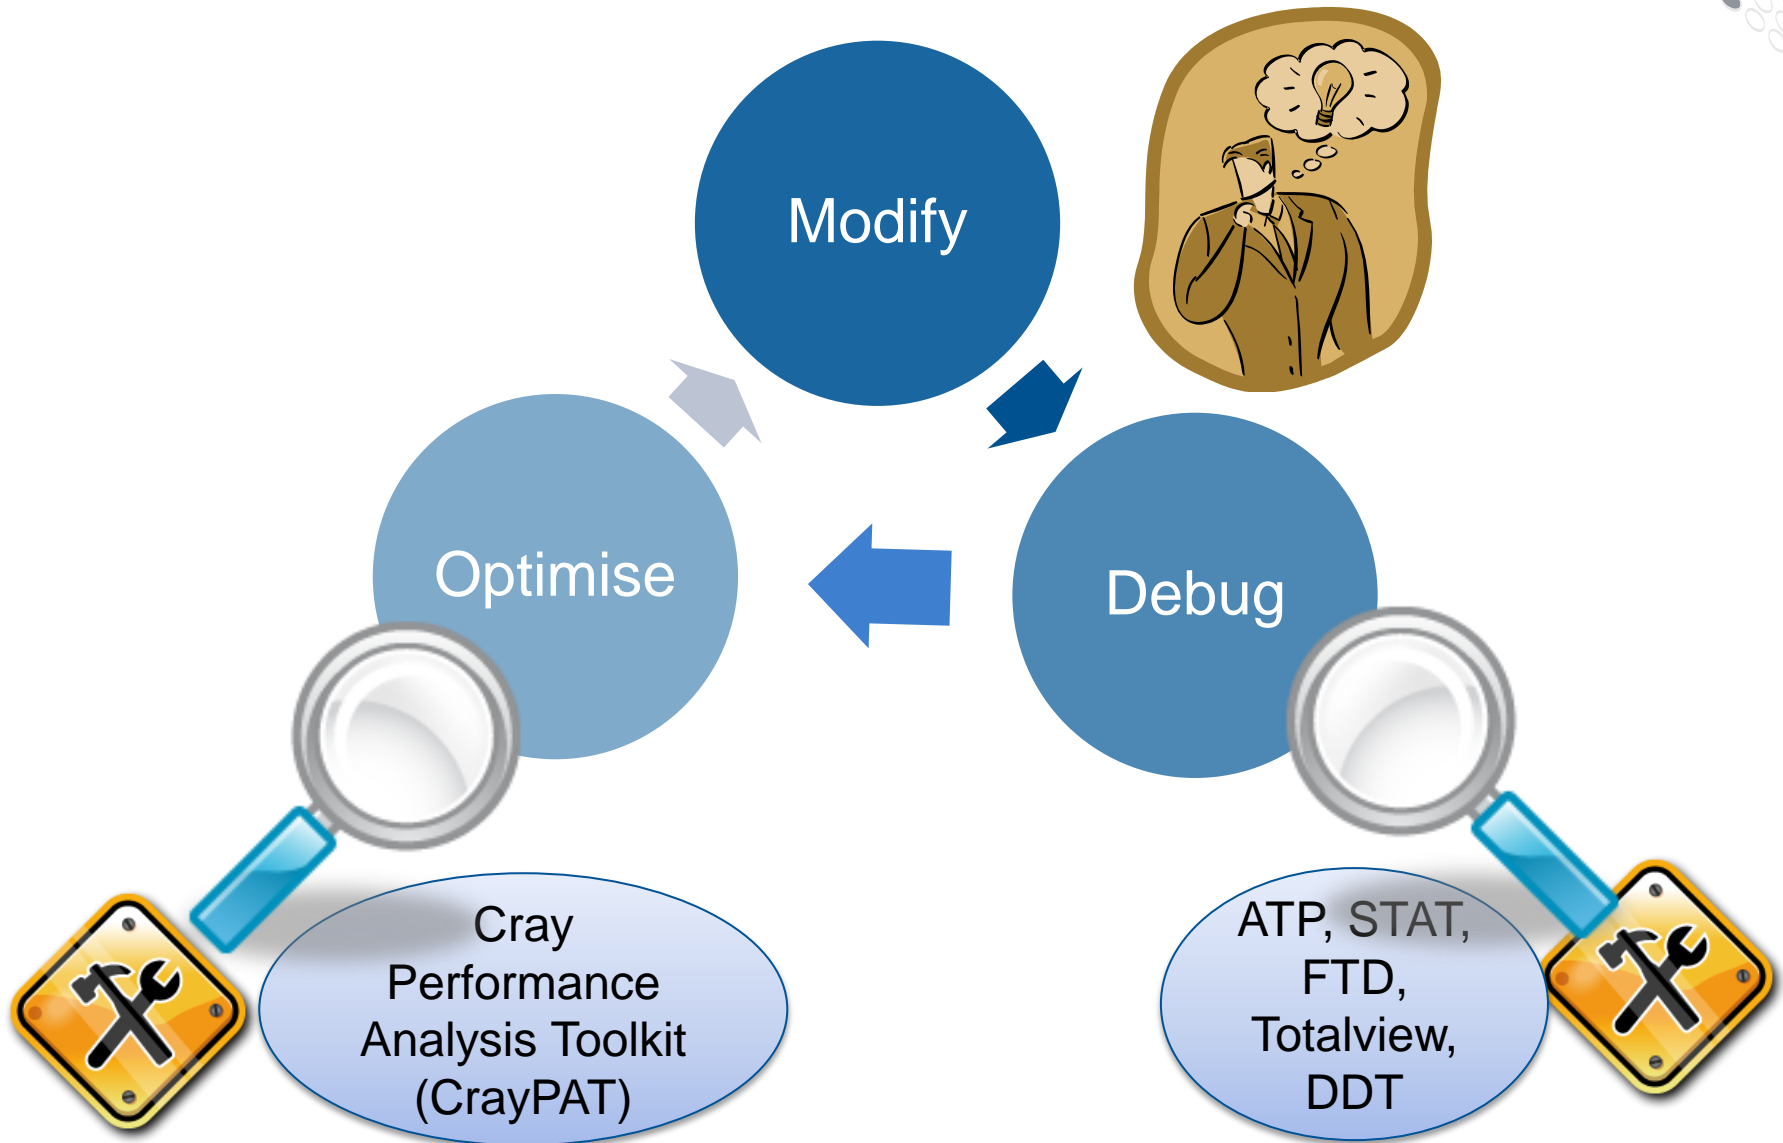 Modify
Optimise
Debug
Cray
Performance
Analysis Toolkit
(CrayPAT)
ATP, STAT,
FTD,
Totalview,
DDT